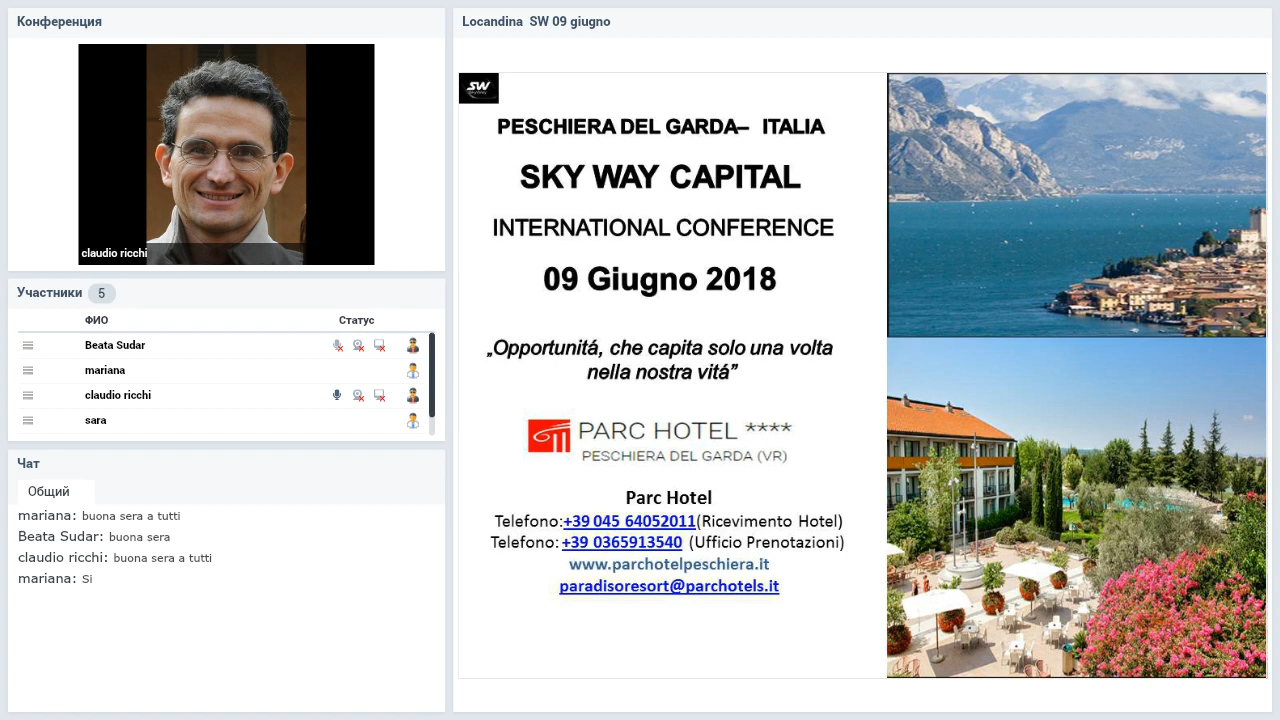 Конференция
claudio ricchi
Участники 5
ФИО Статус
Beata Sudar
mariana
claudio ricchi
sara
Чат
Общий
mariana: buona sera a tutti
Beata Sudar: buona sera
claudio ricchi: buona sera a tutti
mariana: Si
Locandina SW 09 giugno
SW
PESCHIERA DEL GARDA– ITALIA
SKY WAY CAPITAL
INTERNATIONAL CONFERENCE
09 Giugno 2018
„Opportunitá, che capita solo una volta
nella nostra vitá”
PARC HOTEL ****
PESCHIERA DEL GARDA (VR)
Parc Hotel
Telefono:+39 045 64052011(Ricevimento Hotel)
Telefono: +39 0365913540 (Ufficio Prenotazioni)
www.parchotelpeschiera.it
paradisoresort@parchotels.it